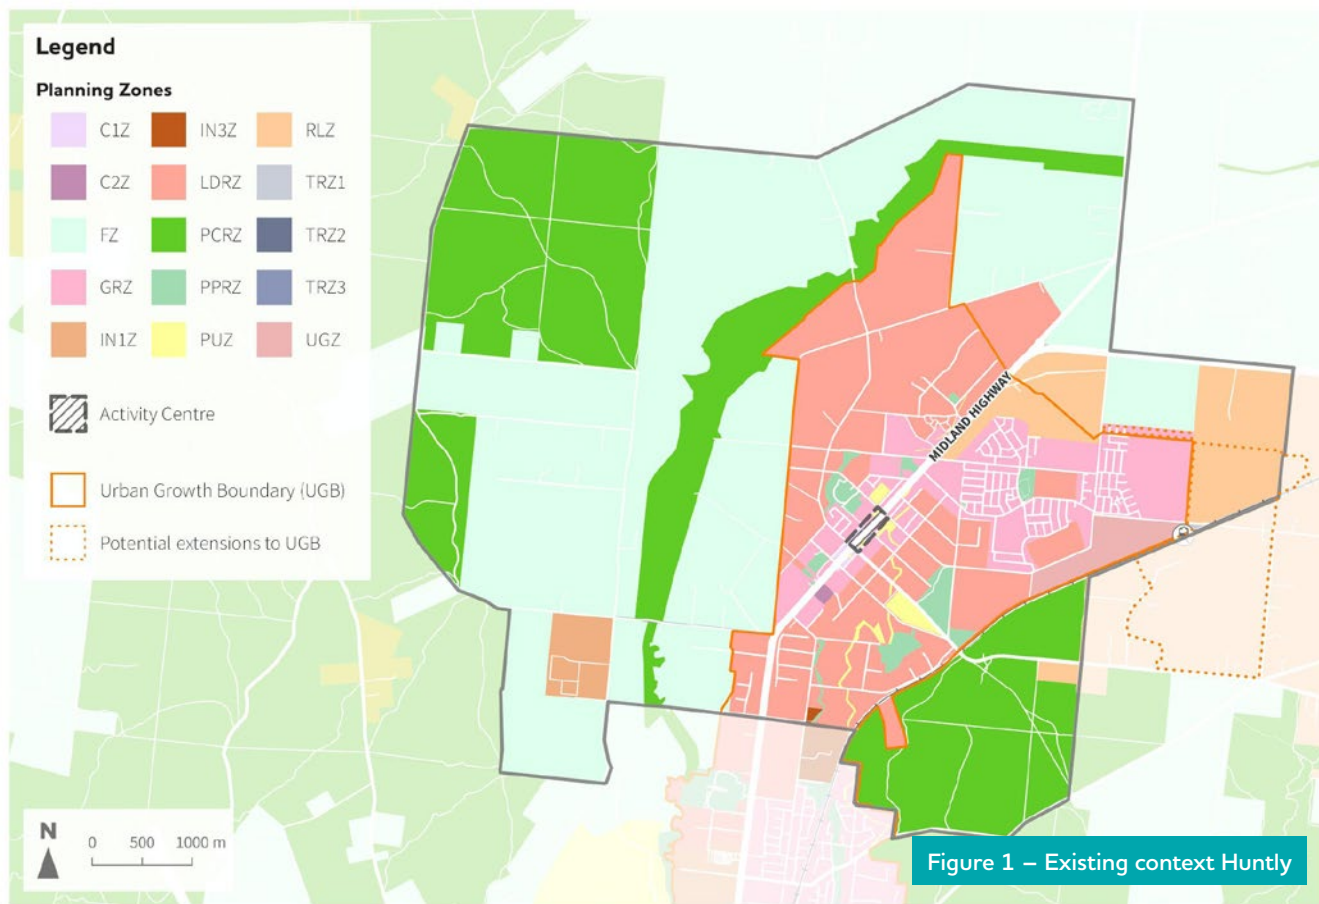 Legend
Planning Zones
C1Z IN3Z RLZ
C2Z LDRZ TRZ1
FZ PCRZ TRZ2
GRZ PPRZ TRZ3
IN1Z PUZ UGZ
Activity Centre
Urban Growth Boundary (UGB)
Potential extensions to UGB
MIDLAND HIGHWAY
N
0 500 1000 m
Figure 1 – Existing context Huntly